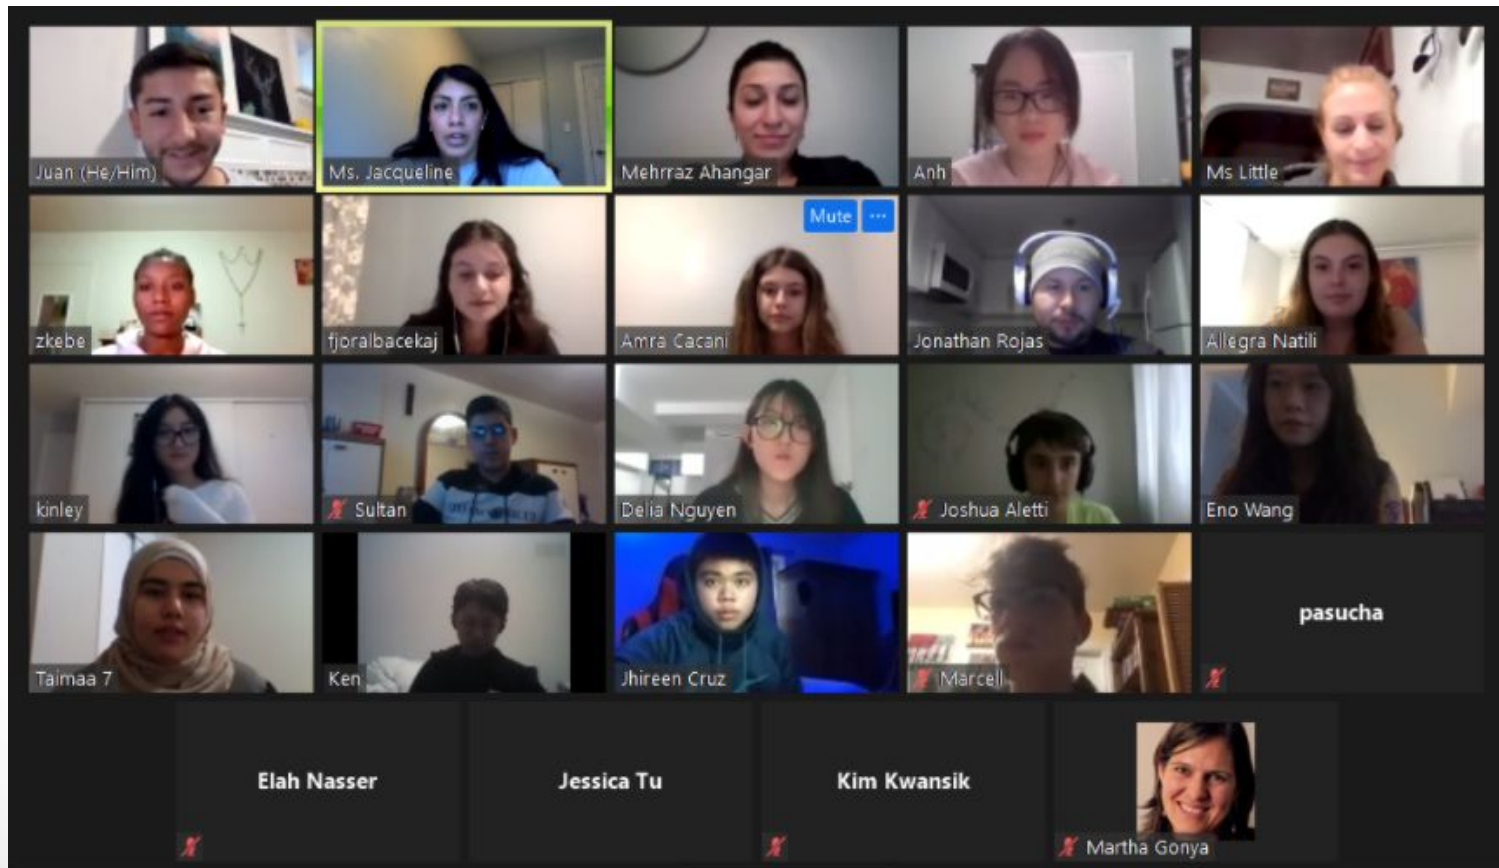 Juan (He/Him)
Ms. Jacqueline
Mehrraz Ahangar
Anh
Ms Little
zkebe
fjoralbacekaj
Mute ...
Amra Cacani
Jonathan Rojas
Allegra Natili
kinley
Sultan
Delia Nguyen
Joshua Aletti
Eno Wang
Taimaa 7
Ken
Jhireen Cruz
Marcell
pasucha
Elah Nasser
Jessica Tu
Kim Kwansik
Martha Gonya